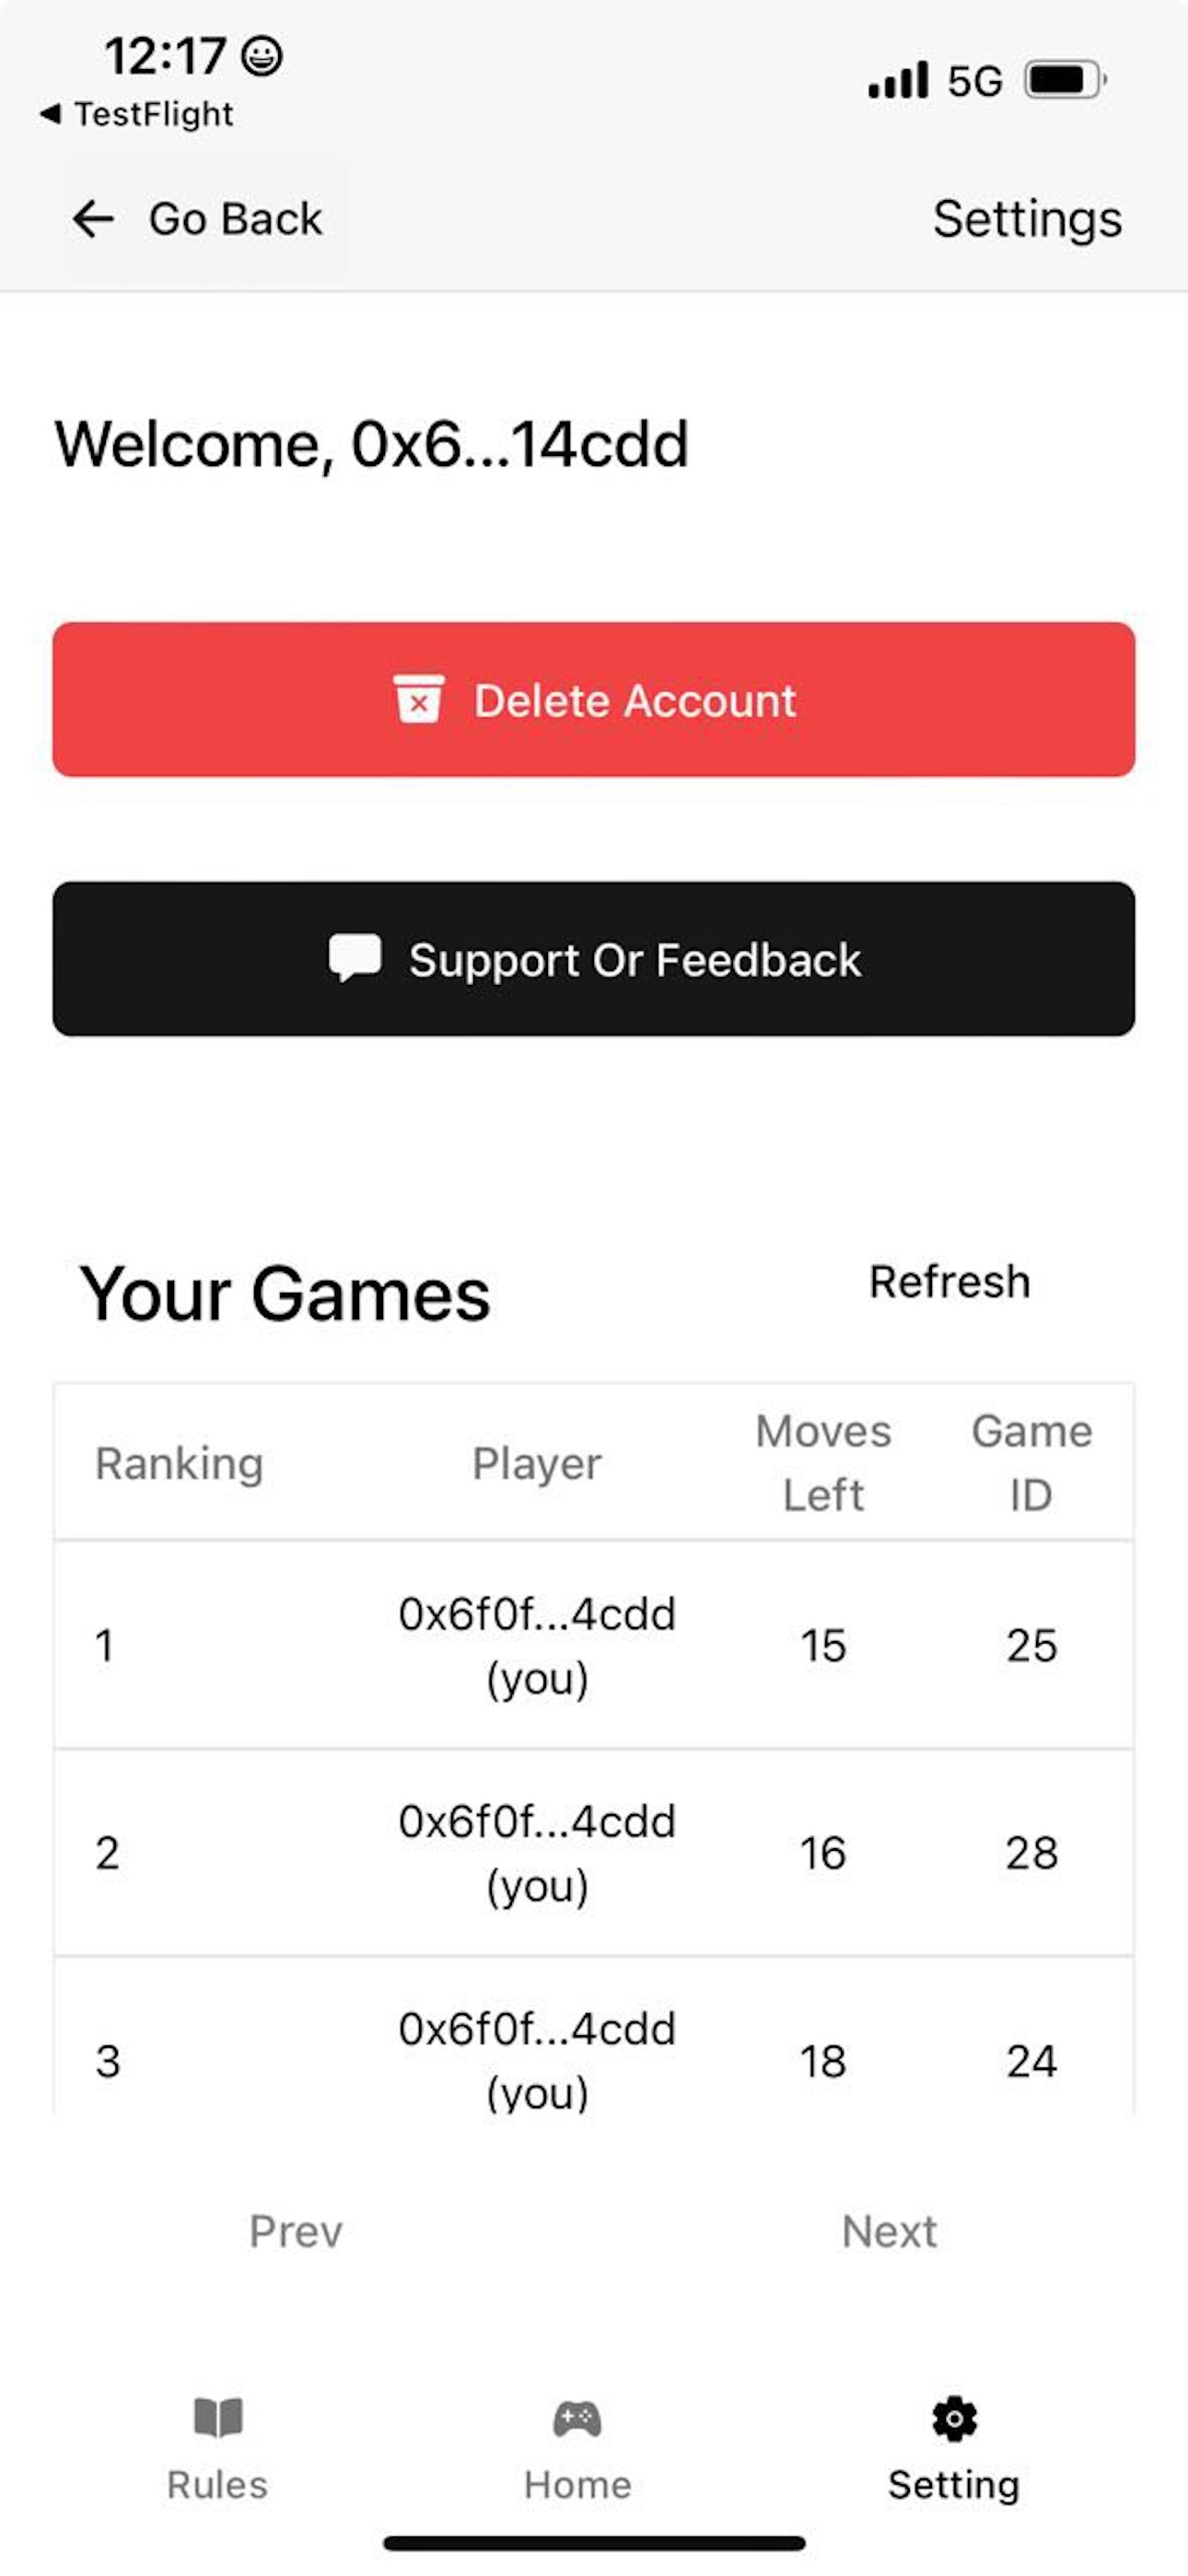 12:17
TestFlight
5G
Go Back
Settings
Welcome, 0x6...14cdd
Delete Account
Support Or Feedback
Your Games
Refresh
Ranking
Player
Moves
Left
Game
ID
1
0x6f0f...4cdd
(you)
15
25
2
0x6f0f...4cdd
(you)
16
28
3
0x6f0f...4cdd
(you)
18
24
Prev
Next
Rules
Home
Setting